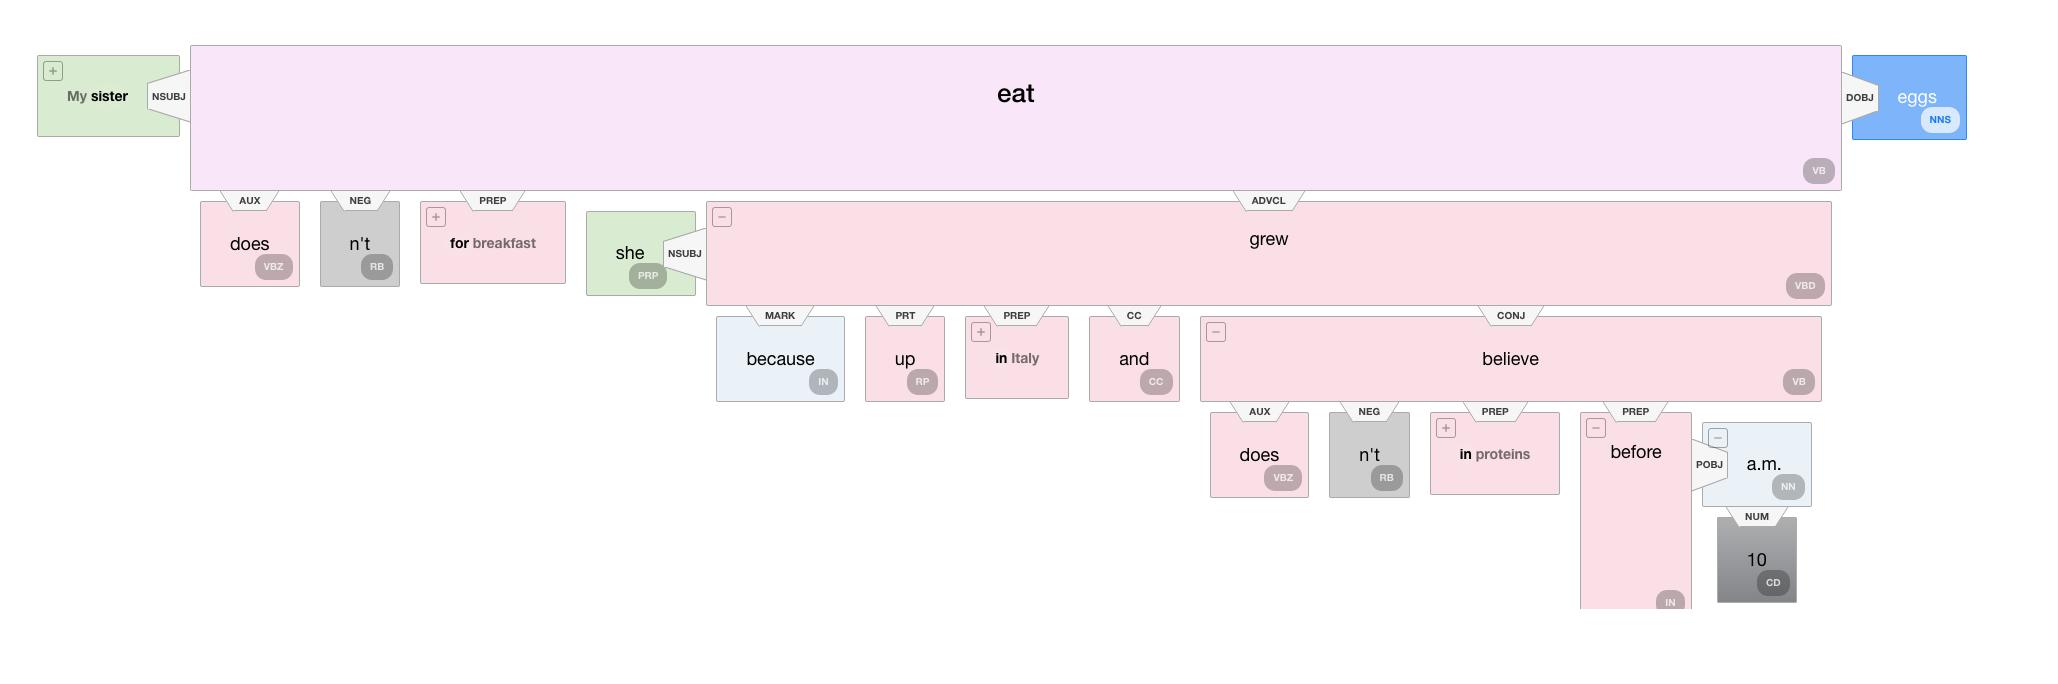 eat
My sister
NSUBJ
DOBJ
eggs
NNS
VB
AUX
NEG
PREP
ADVCL
does
VBZ
n't
RB
for breakfast
she
PRP
NSUBJ
grew
VBD
MARK
PRT
PREP
CC
CONJ
because
IN
up
RP
in Italy
and
CC
believe
VB
AUX
NEG
PREP
PREP
does
VBZ
n't
RB
in proteins
before
IN
POBJ
a.m.
NN
NUM
10
CD